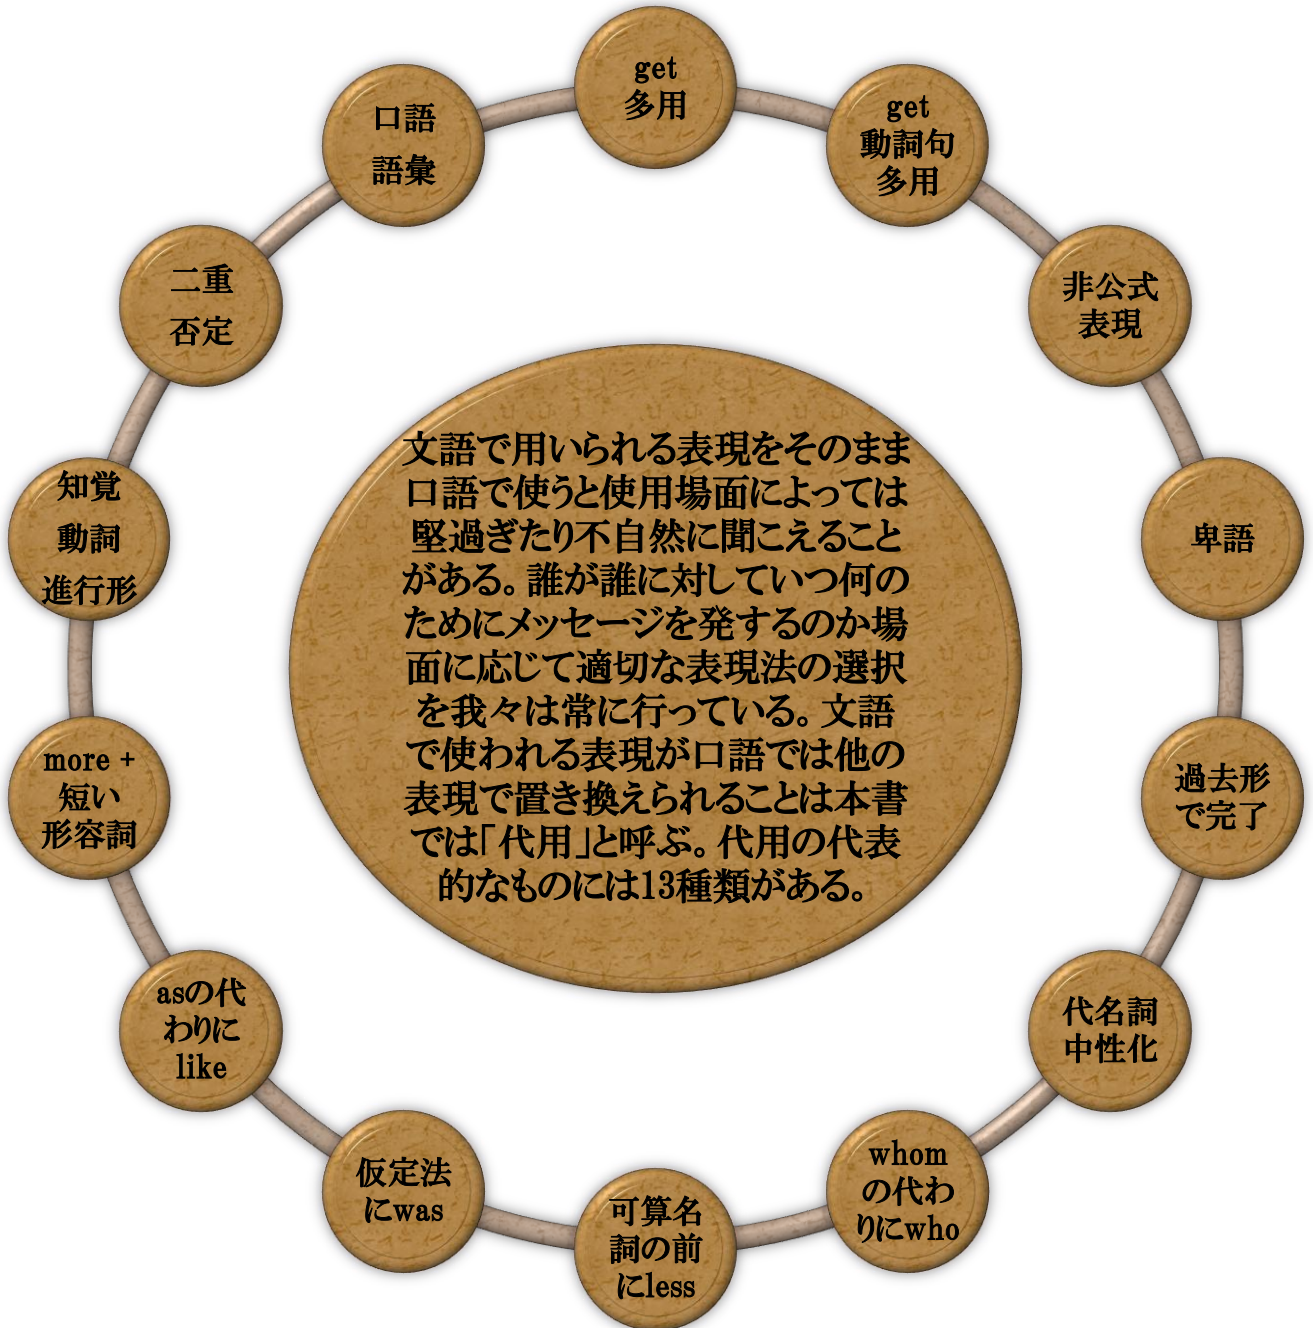 get
多用
get
動詞句
多用
非公式
表現
卑語
過去形
で完了
代名詞
中性化
whom
の代わ
りにwho
可算名
詞の前
にless
仮定法
にwas
asの代
わりに
like
more +
短い
形容詞
知覚
動詞
進行形
二重
否定
口語
語彙
文語で用いられる表現をそのまま
口語で使うと使用場面によっては
堅過ぎたり不自然に聞こえること
がある。誰が誰に対していつ何の
ためにメッセージを発するのか場
面に応じて適切な表現法の選択
を我々は常に行っている。文語
で使われる表現が口語では他の
表現で置き換えられることは本書
では「代用」と呼ぶ。代用の代表
的なものには13種類がある。